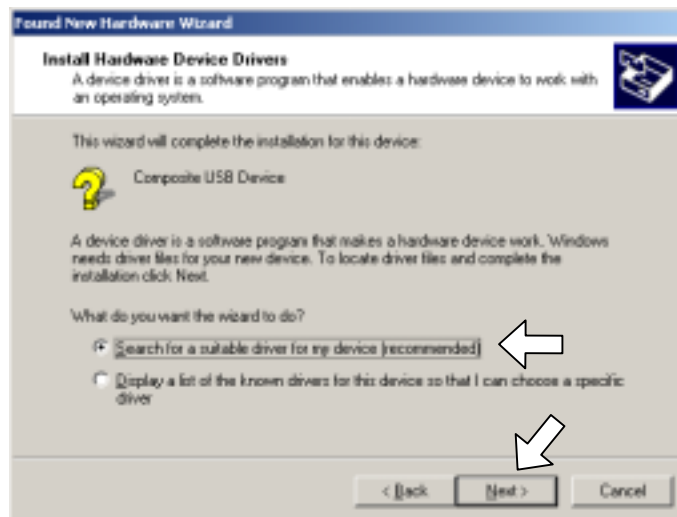 Found New Hardware Wizard
Install Hardware Device Drivers
A device driver is a software program that enables a hardware device to work with
an operating system.
This wizard will complete the installation for this device:
Composite USB Device
A device driver is a software program that makes a hardware device work. Windows
needs driver files for your new device. To locate driver files and complete the
installation click Next.
What do you want the wizard to do?
Search for a suitable driver for my device (recommended)
Display a list of the known drivers for this device so that I can choose a specific
driver
< Back
Next >
Cancel